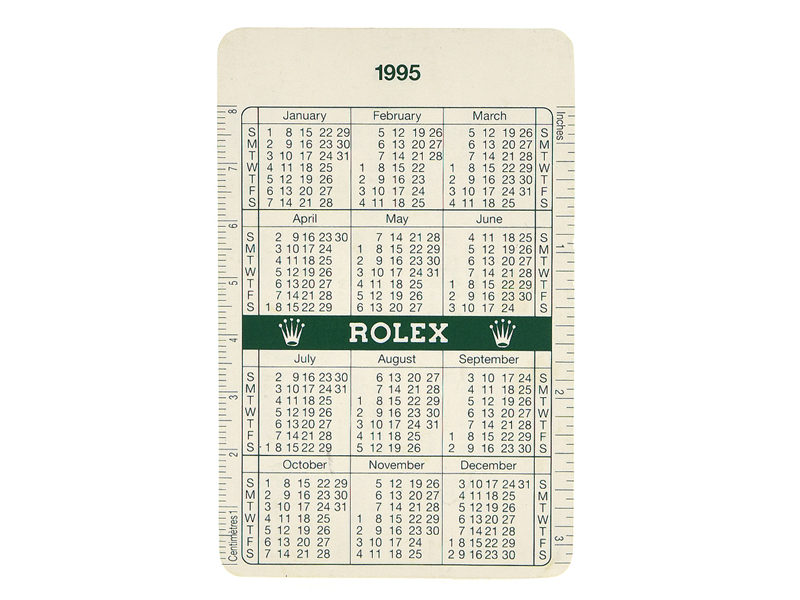 1995
8
7
6
5
4
3
2
Centimètres 1
Inches
1
2
3
January February March
S 1 8 15 22 29 5 12 19 26 5 12 19 26 S
M 2 9 16 23 30 6 13 20 27 6 13 20 27 M
T 3 10 17 24 31 7 14 21 28 7 14 21 28 T
W 4 11 18 25 1 8 15 22 1 8 15 22 29 W
T 5 12 19 26 2 9 16 23 2 9 16 23 30 T
F 6 13 20 27 3 10 17 24 3 10 17 24 31 F
S 7 14 21 28 4 11 18 25 4 11 18 25 S
April May June
S 2 9 16 23 30 7 14 21 28 4 11 18 25 S
M 3 10 17 24 1 8 15 22 29 5 12 19 26 M
T 4 11 18 25 2 9 16 23 30 6 13 20 27 T
W 5 12 19 26 3 10 17 24 31 7 14 21 28 W
T 6 13 20 27 4 11 18 25 1 8 15 22 29 T
F 7 14 21 28 5 12 19 26 2 9 16 23 30 F
S 1 8 15 22 29 6 13 20 27 3 10 17 24 S
ROLEX
July August September
S 2 9 16 23 30 6 13 20 27 3 10 17 24 S
M 3 10 17 24 31 7 14 21 28 4 11 18 25 M
T 4 11 18 25 1 8 15 22 29 5 12 19 26 T
W 5 12 19 26 2 9 16 23 30 6 13 20 27 W
T 6 13 20 27 3 10 17 24 31 7 14 21 28 T
F 7 14 21 28 4 11 18 25 1 8 15 22 29 F
S 1 8 15 22 29 5 12 19 26 2 9 16 23 30 S
October November December
S 1 8 15 22 29 5 12 19 26 3 10 17 24 31 S
M 2 9 16 23 30 6 13 20 27 4 11 18 25 M
T 3 10 17 24 31 7 14 21 28 5 12 19 26 T
W 4 11 18 25 1 8 15 22 29 6 13 20 27 W
T 5 12 19 26 2 9 16 23 30 7 14 21 28 T
F 6 13 20 27 3 10 17 24 1 8 15 22 29 F
S 7 14 21 28 4 11 18 25 2 9 16 23 30 S